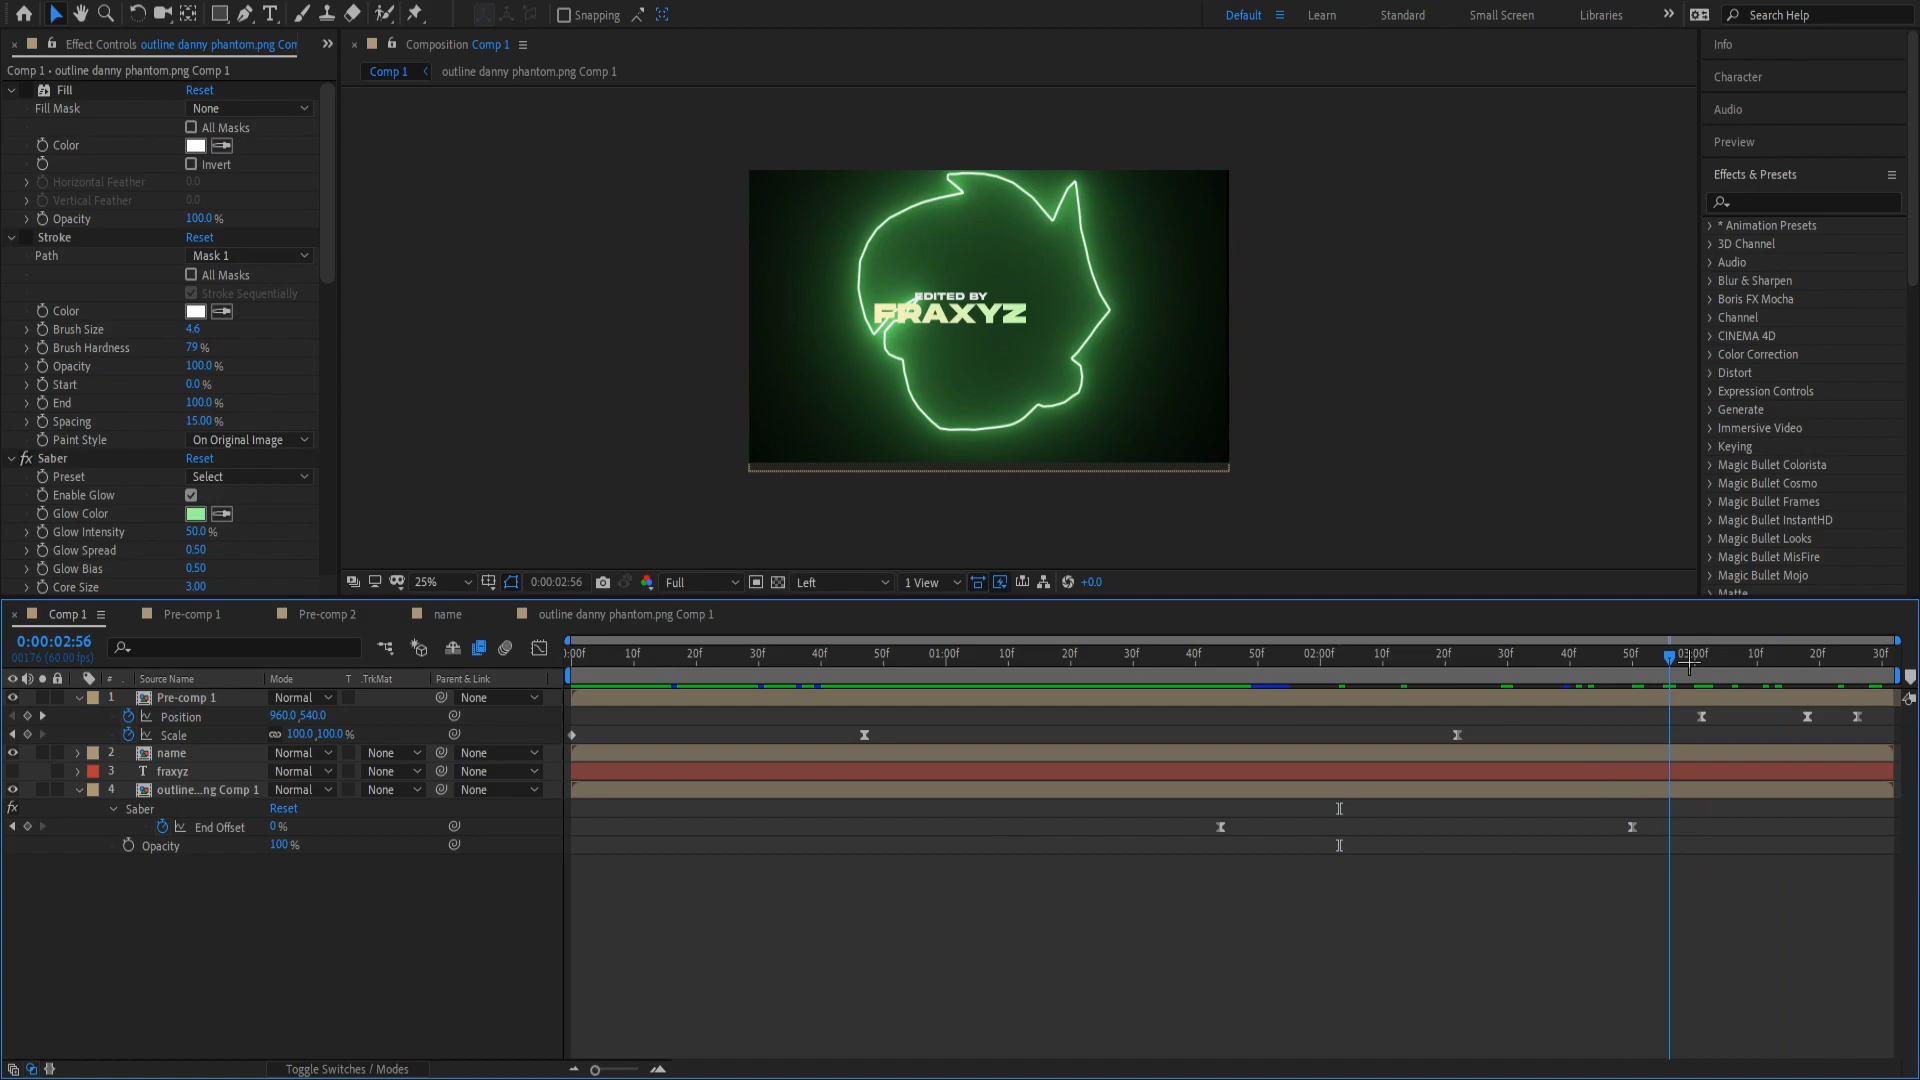 Snapping
Default
Learn
Standard
Small Screen
Libraries
Search Help
Effect Controls outline danny phantom.png Con
Composition Comp 1
Comp 1 • outline danny phantom.png Comp 1
Comp 1
outline danny phantom.png Comp 1
Fill Reset
Fill Mask None
All Masks
Color
Invert
Horizontal Feather 0.0
Vertical Feather 0.0
Opacity 100.0 %
Stroke Reset
Path Mask 1
All Masks
Stroke Sequentially
Color
Brush Size 4.6
Brush Hardness 79 %
Opacity 100.0 %
Start 0.0 %
End 100.0 %
Spacing 15.00 %
Paint Style On Original Image
fx Saber Reset
Preset Select
Enable Glow
Glow Color
Glow Intensity 50.0 %
Glow Spread 0.50
Glow Bias 0.50
Core Size 3.00
EDITED BY
FRAXYZ
25%
0:00:02:56
Full
Left
1 View
+0.0
Info
Character
Audio
Preview
Effects & Presets
* Animation Presets
3D Channel
Audio
Blur & Sharpen
Boris FX Mocha
Channel
CINEMA 4D
Color Correction
Distort
Expression Controls
Generate
Immersive Video
Keying
Magic Bullet Colorista
Magic Bullet Cosmo
Magic Bullet Frames
Magic Bullet InstantHD
Magic Bullet Looks
Magic Bullet MisFire
Magic Bullet Mojo
Matte
Comp 1
Pre-comp 1
Pre-comp 2
name
outline danny phantom.png Comp 1
0:00:02:56
00176 (60.00 fps)
:00f 10f 20f 30f 40f 50f 01:00f 10f 20f 30f 40f 50f 02:00f 10f 20f 30f 40f 50f 03:00f 10f 20f 30f
# Source Name Mode T .TrkMat Parent & Link
1 Pre-comp 1 Normal None
Position 960.0,540.0
Scale 100.0,100.0 %
2 name Normal None None
3 T fraxyz Normal None None
4 outline...ng Comp 1 Normal None None
fx Saber Reset
End Offset 0 %
Opacity 100 %
Toggle Switches / Modes